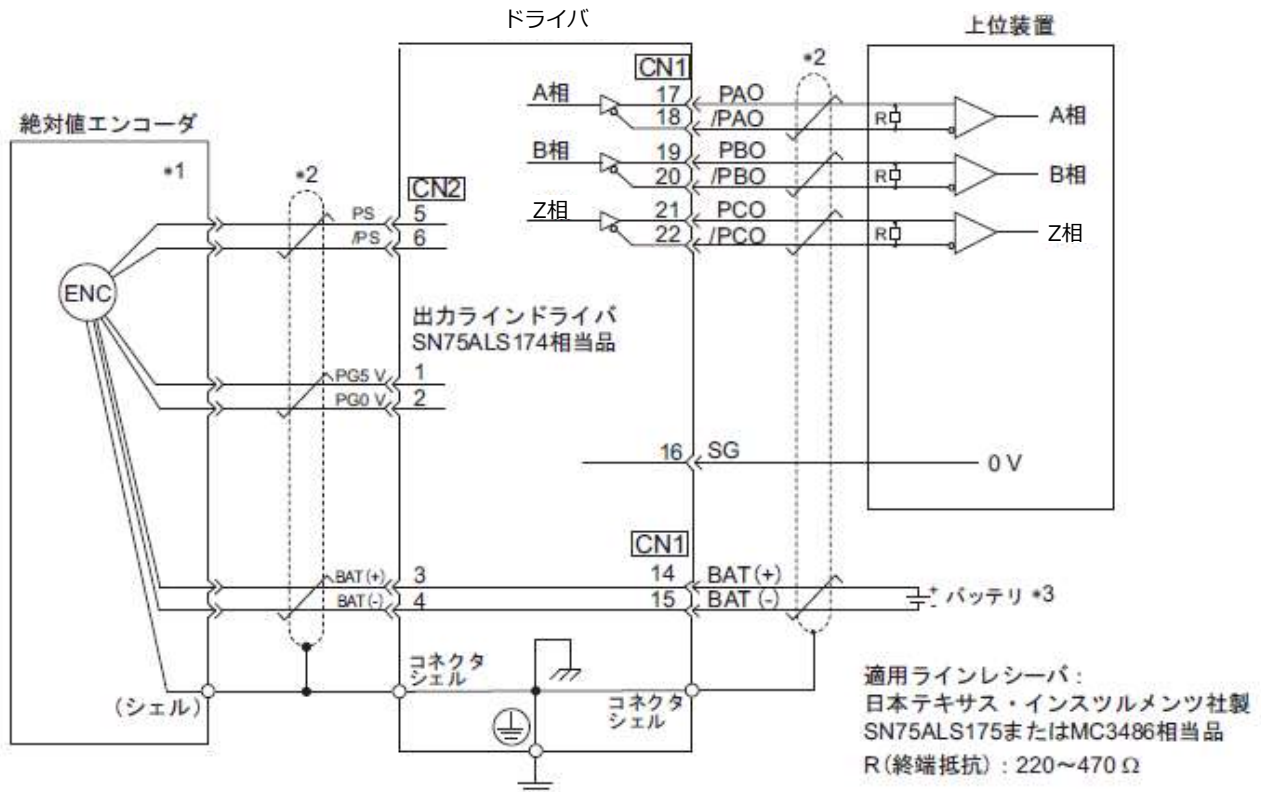 ドライバ
上位装置
絶対値エンコーダ
*1
*2
CN2
PS 5
/PS 6
ENC
PG5 V 1
PG0 V 2
BAT(+) 3
BAT(-) 4
(シェル)
コネクタ
シェル
出力ラインドライバ
SN75ALS174相当品
CN1
*2
A相 17 PAO A相
18 /PAO R
B相 19 PBO B相
20 /PBO R
Z相 21 PCO Z相
22 /PCO R
16 SG 0 V
CN1
14 BAT(+)
15 BAT(-)
+
-
バッテリ *3
コネクタ
シェル
適用ラインレシーバ:
日本テキサス・インスツルメンツ社製
SN75ALS175またはMC3486相当品
R(終端抵抗):220~470 Ω